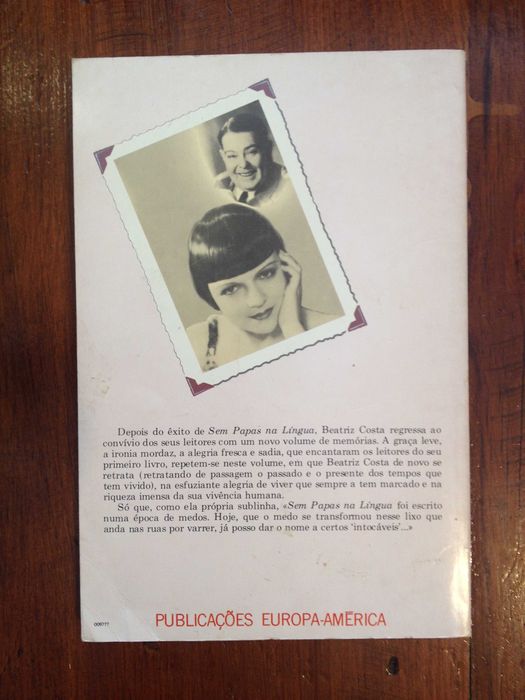 Depois do êxito de Sem Papas na Língua, Beatriz Costa regressa ao
convívio dos seus leitores com um novo volume de memórias. A graça leve,
a ironia mordaz, a alegria fresca e sadia, que encantaram os leitores do seu
primeiro livro, repetem-se neste volume, em que Beatriz Costa de novo se
retrata (retratando de passagem o passado e o presente dos tempos que
tem vivido), na esfuziante alegria de viver que sempre a tem marcado e na
riqueza imensa da sua vivência humana.
Só que, como ela própria sublinha, «Sem Papas na Língua foi escrito
numa época de medos. Hoje, que o medo se transformou nesse lixo que
anda nas ruas por varrer, já posso dar o nome a certos 'intocáveis'...»
PUBLICAÇÕES EUROPA-AMÉRICA